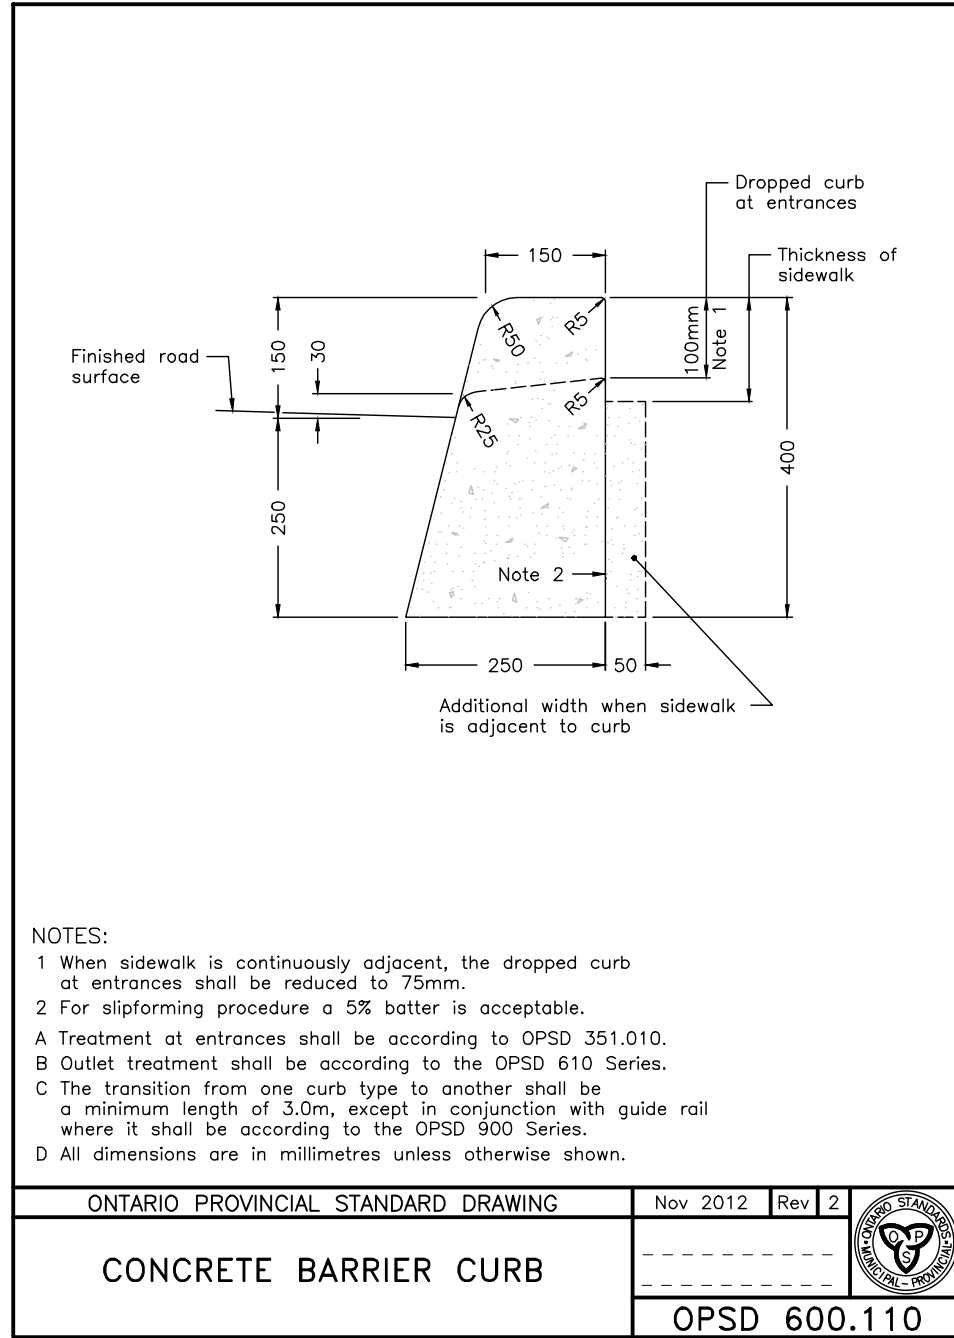 Dropped curb
at entrances
150
Thickness of
sidewalk
R50
R5
100mm
Note 1
150
30
Finished road
surface
R5
R25
400
250
Note 2
250
50
Additional width when sidewalk
is adjacent to curb
NOTES:
1 When sidewalk is continuously adjacent, the dropped curb
at entrances shall be reduced to 75mm.
2 For slipforming procedure a 5% batter is acceptable.
A Treatment at entrances shall be according to OPSD 351.010.
B Outlet treatment shall be according to the OPSD 610 Series.
C The transition from one curb type to another shall be
a minimum length of 3.0m, except in conjunction with guide rail
where it shall be according to the OPSD 900 Series.
D All dimensions are in millimetres unless otherwise shown.
ONTARIO PROVINCIAL STANDARD DRAWING
Nov 2012 Rev 2
CONCRETE BARRIER CURB
ONTARIO STANDARDS
MUNICIPAL - PROVINCIAL
O P
S
OPSD 600.110